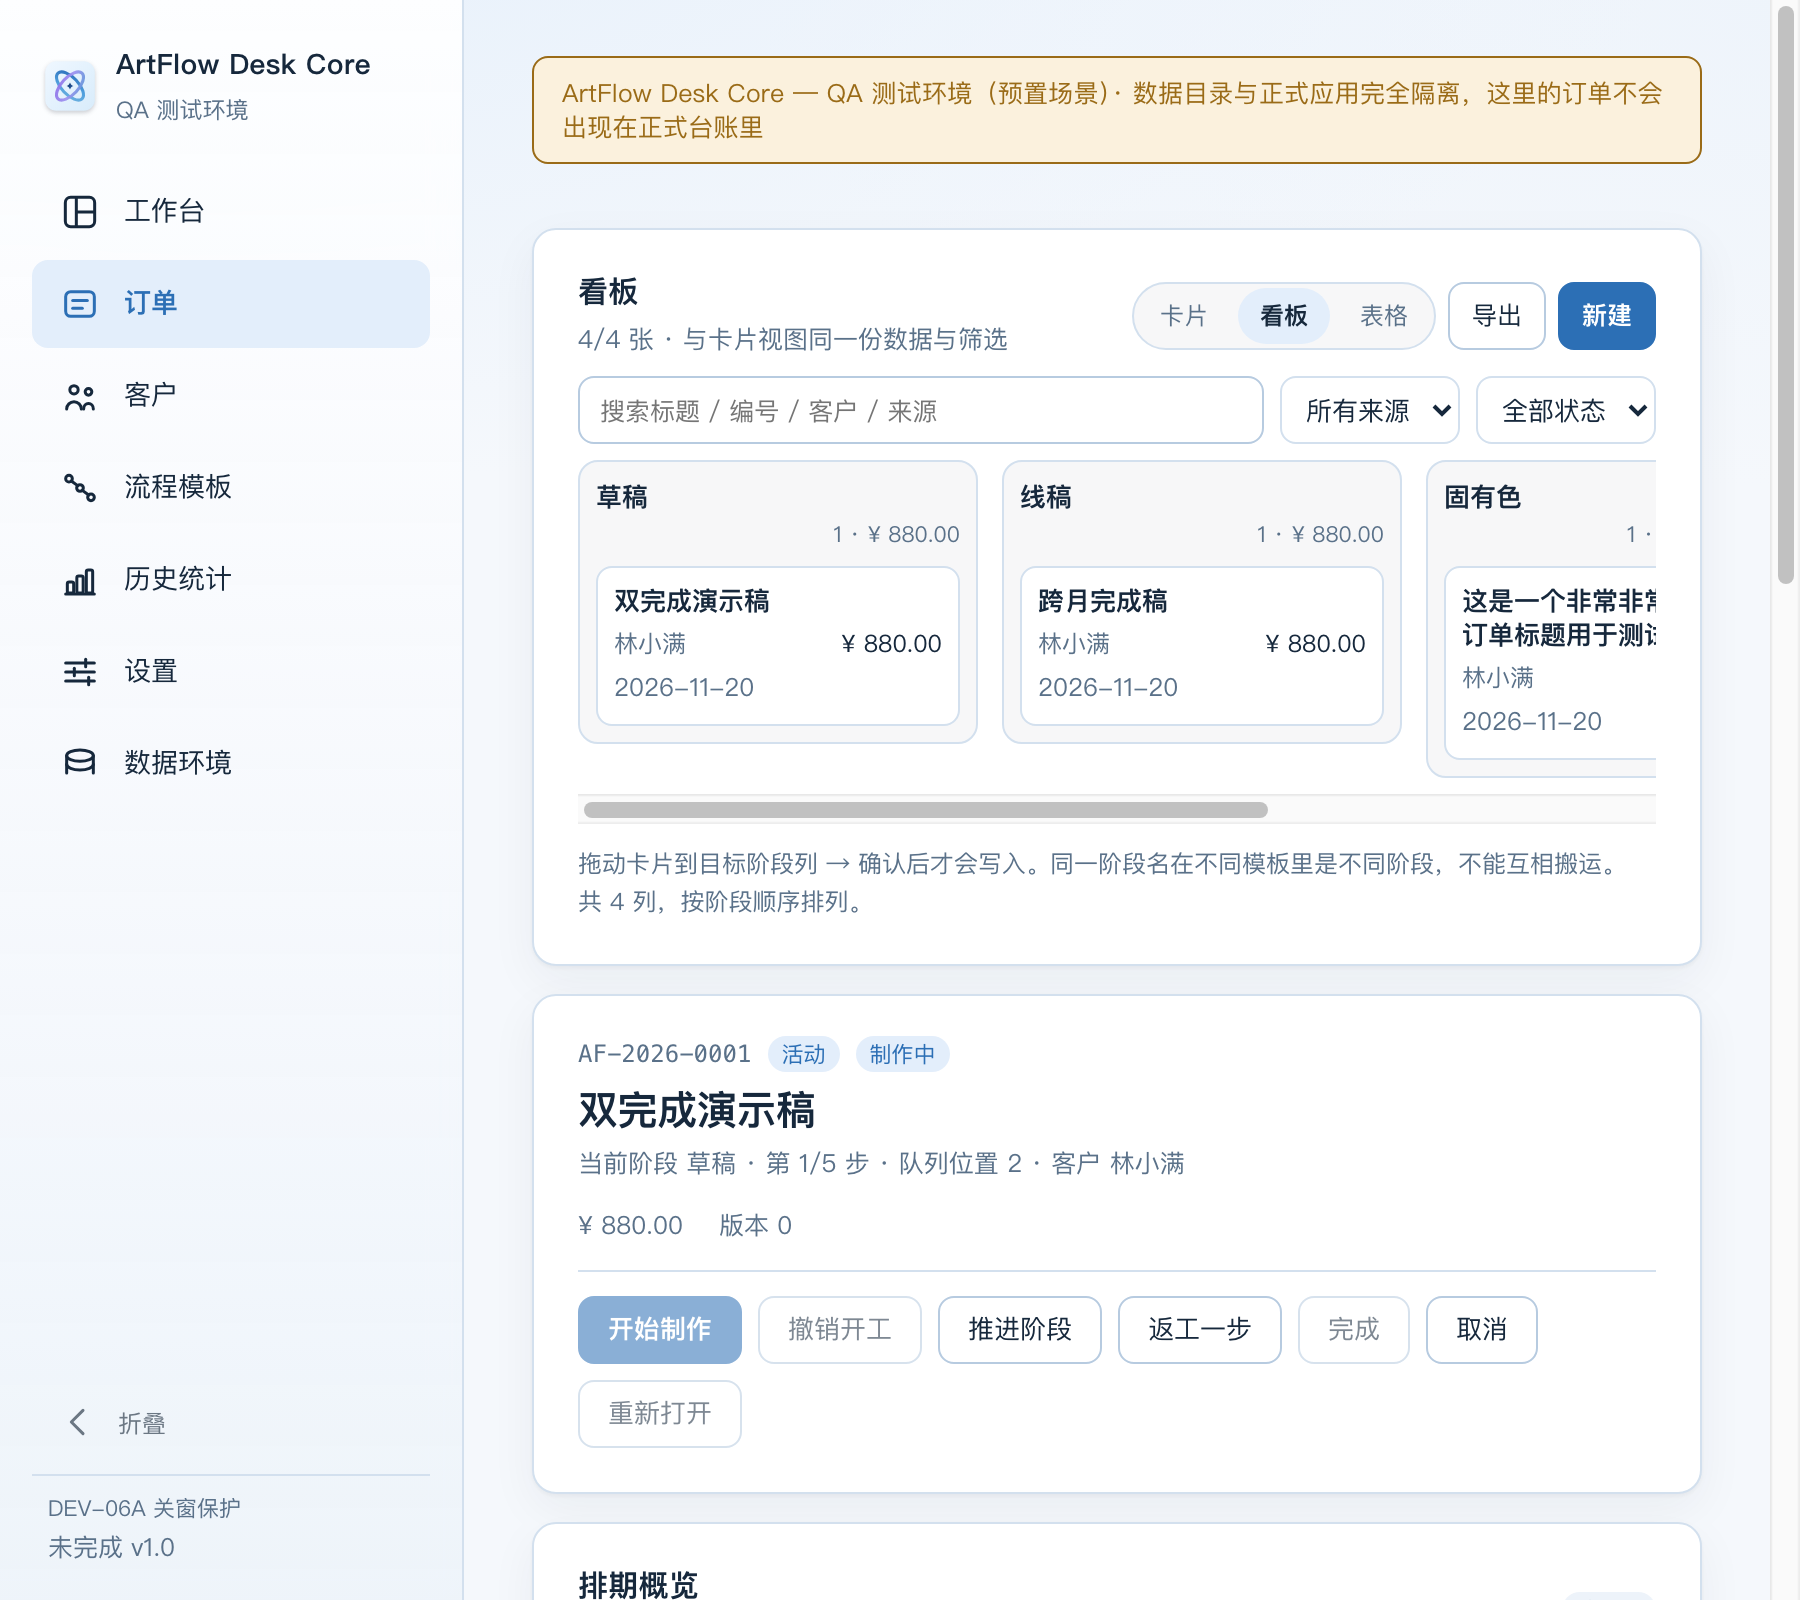 ArtFlow Desk Core
QA 测试环境
工作台
订单
客户
流程模板
历史统计
设置
数据环境
折叠
DEV-06A 关窗保护
未完成 v1.0
ArtFlow Desk Core — QA 测试环境（预置场景）· 数据目录与正式应用完全隔离，这里的订单不会
出现在正式台账里
看板
4/4 张 · 与卡片视图同一份数据与筛选
卡片 看板 表格 导出 新建
搜索标题 / 编号 / 客户 / 来源 所有来源 全部状态
草稿
1 · ¥ 880.00
双完成演示稿
林小满 ¥ 880.00
2026-11-20
线稿
1 · ¥ 880.00
跨月完成稿
林小满 ¥ 880.00
2026-11-20
固有色
1 ·
这是一个非常非常
订单标题用于测试
林小满
2026-11-20
拖动卡片到目标阶段列 → 确认后才会写入。同一阶段名在不同模板里是不同阶段，不能互相搬运。
共 4 列，按阶段顺序排列。
AF-2026-0001 活动 制作中
双完成演示稿
当前阶段 草稿 · 第 1/5 步 · 队列位置 2 · 客户 林小满
¥ 880.00 版本 0
开始制作 撤销开工 推进阶段 返工一步 完成 取消
重新打开
排期概览